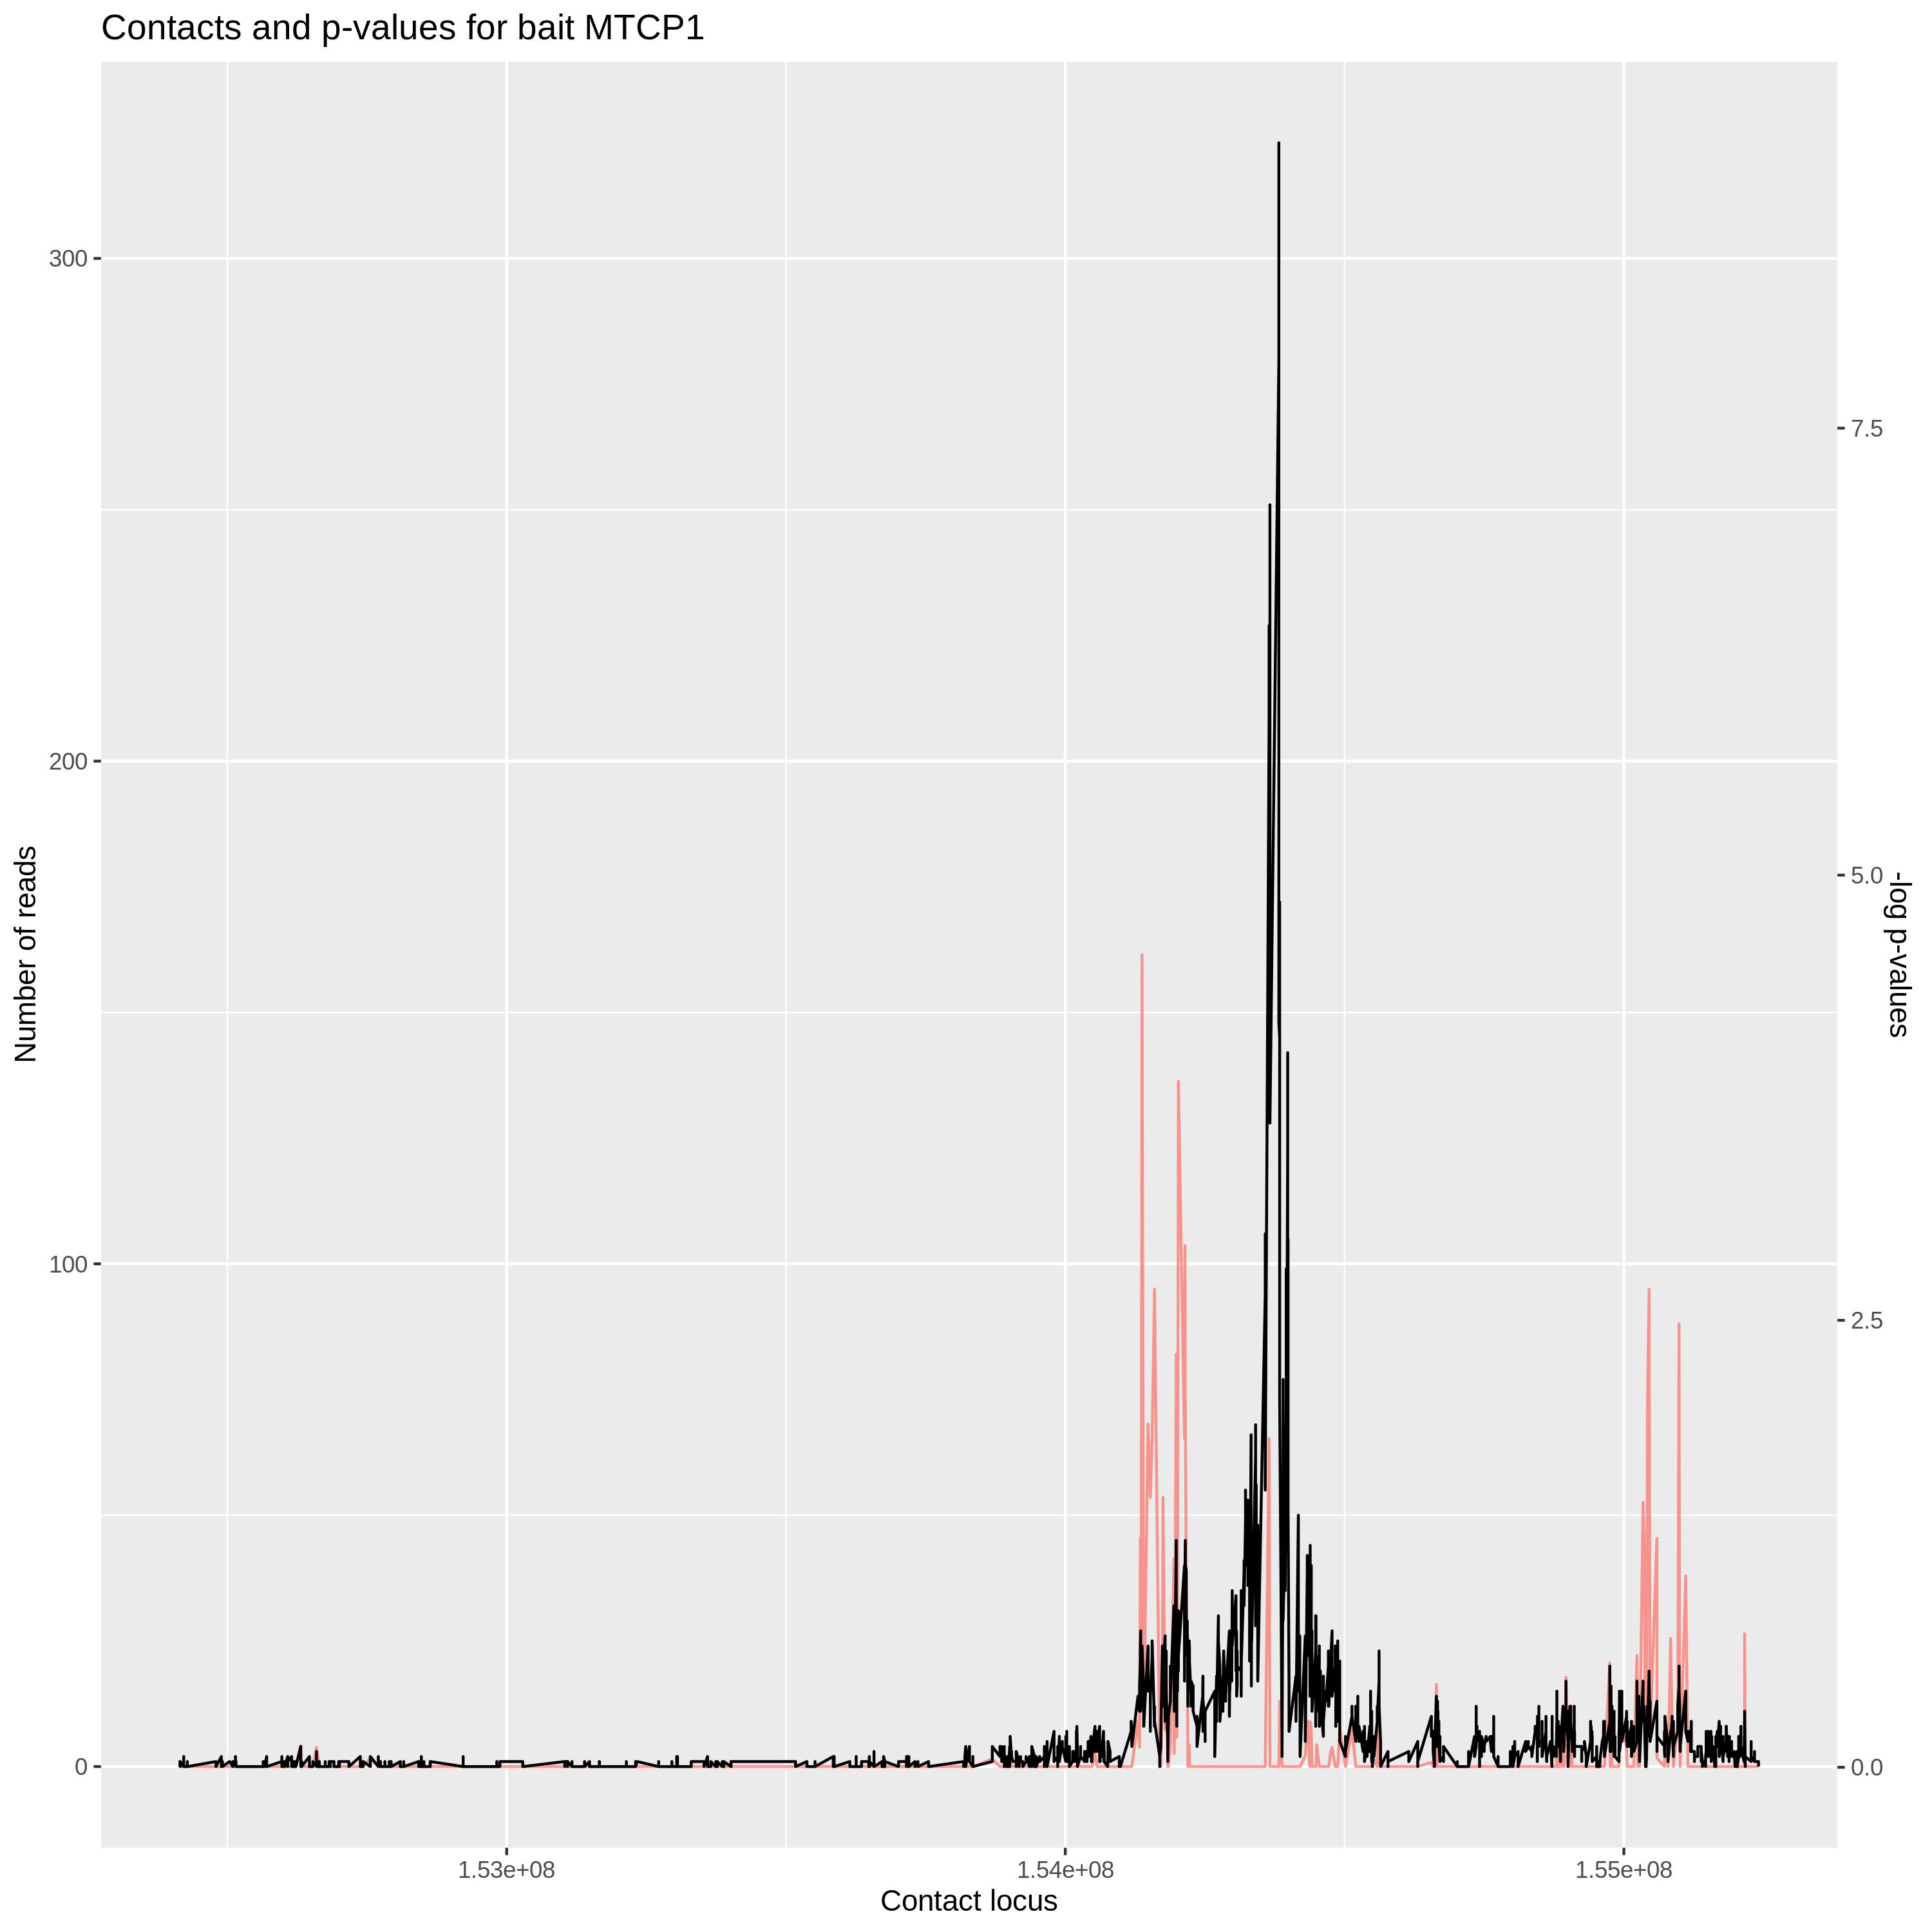 Contacts and p-values for bait MTCP1
300
200
100
0
Number of reads
7.5
5.0
2.5
0.0
-log p-values
1.53e+08
1.54e+08
1.55e+08
Contact locus